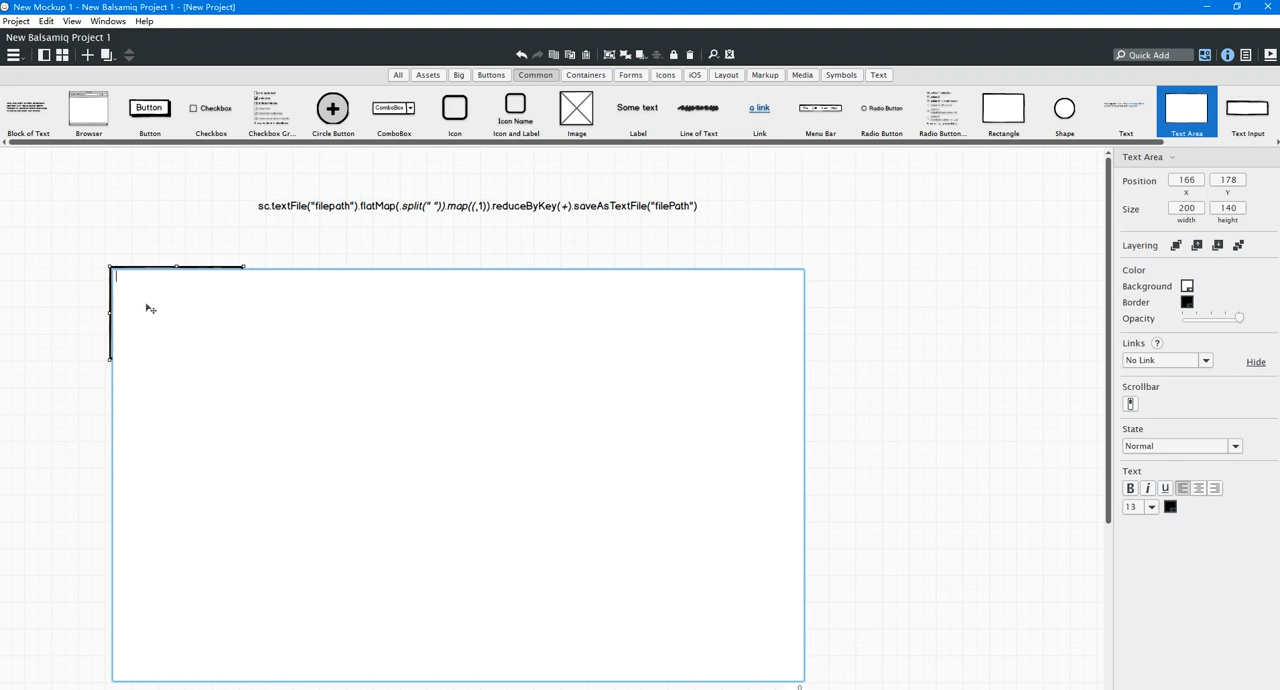 New Mockup 1 - New Balsamiq Project 1 - [New Project]
Project Edit View Windows Help
New Balsamiq Project 1
Quick Add
All Assets Big Buttons Common Containers Forms Icons iOS Layout Markup Media Symbols Text
Button ComboBox Icon Name Some text a link Radio Button
Checkbox
Block of Text Browser Button Checkbox Checkbox Gr... Circle Button ComboBox Icon Icon and Label Image Label Line of Text Link Menu Bar Radio Button Radio Button... Rectangle Shape Text Text Area Text Input
Text Area
Position 166 178
X Y
Size 200 140
width height
Layering
Color
Background
Border
Opacity
Links ?
No Link Hide
Scrollbar
State
Normal
Text
B i U
13
sc.textFile("filepath").flatMap(.split(" ")).map((,1)).reduceByKey(+).saveAsTextFile("filePath")